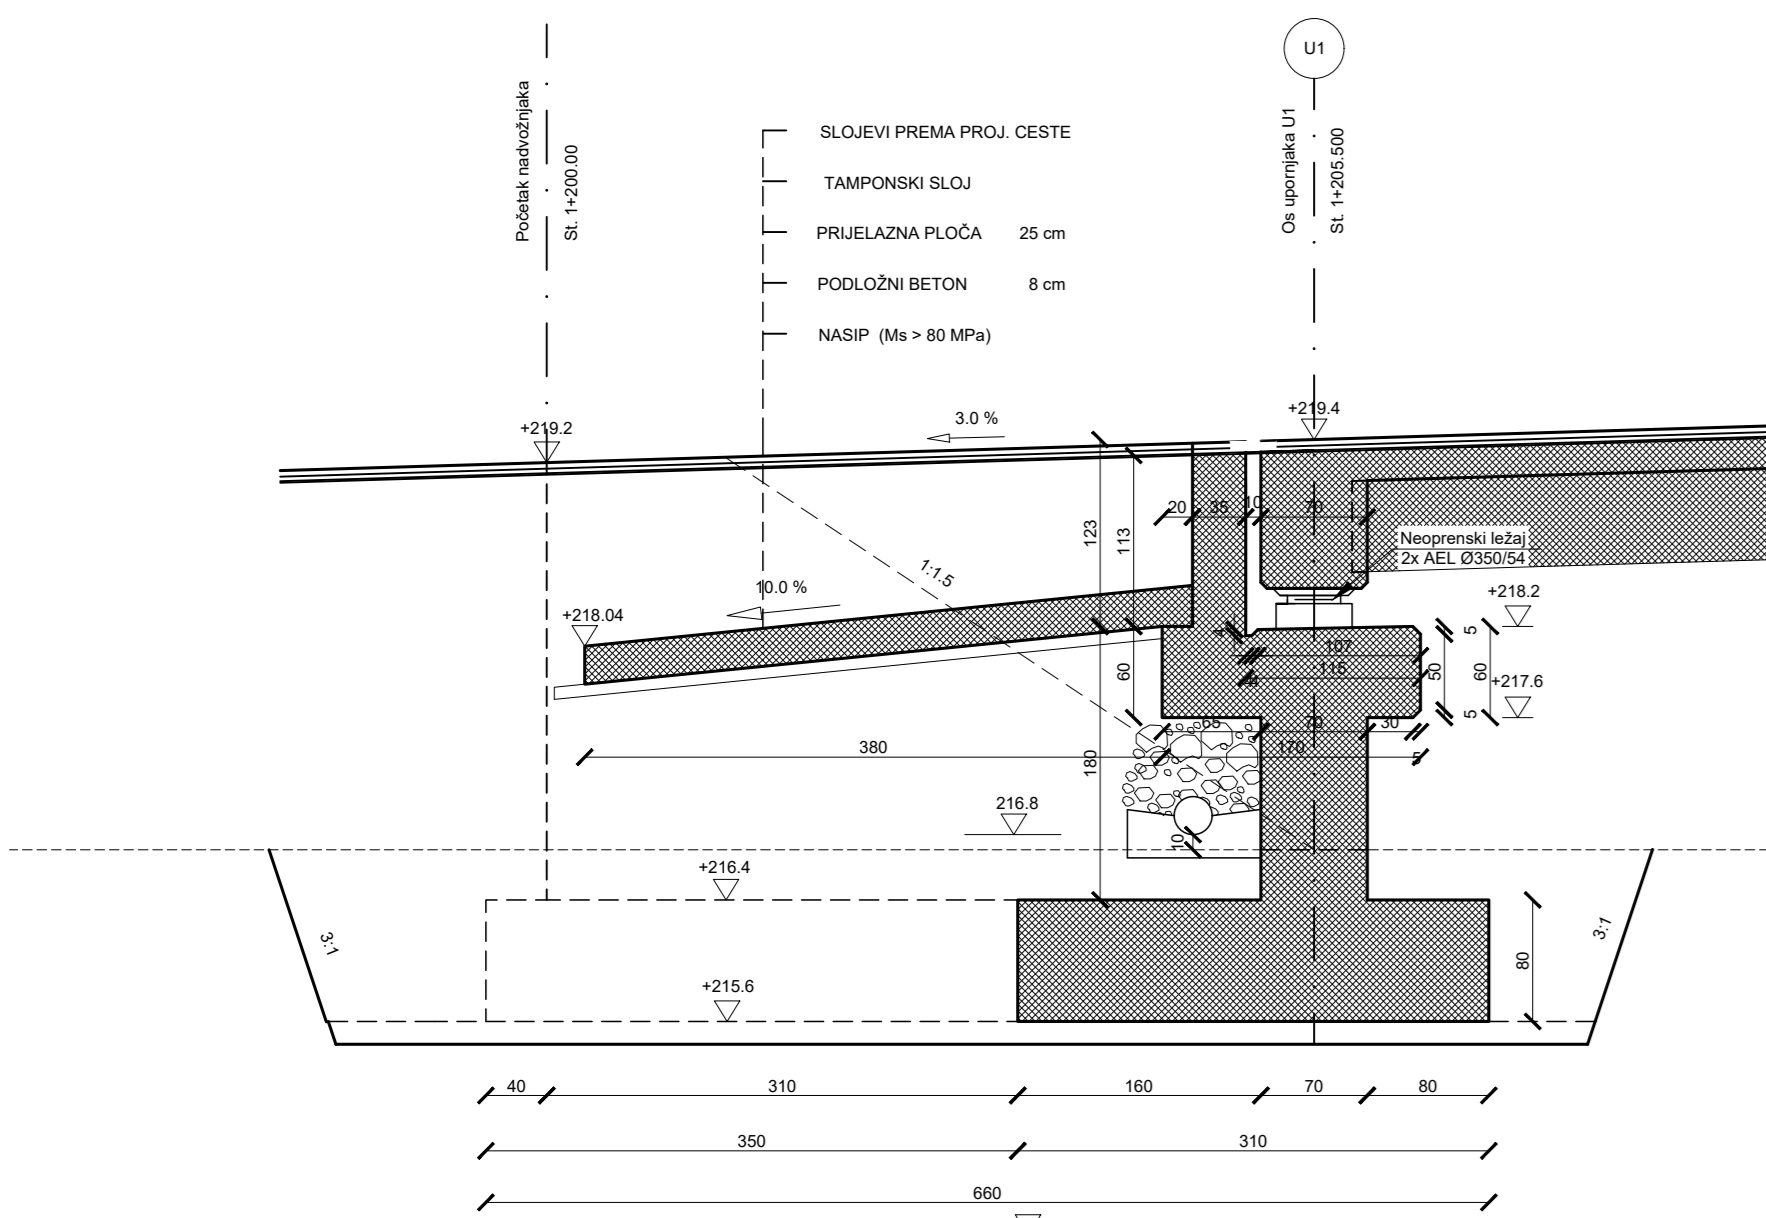 U1
Početak nadvožnjaka
St. 1+200.00
Os upornjaka U1
St. 1+205.500
SLOJEVI PREMA PROJ. CESTE
TAMPONSKI SLOJ
PRIJELAZNA PLOČA 25 cm
PODLOŽNI BETON 8 cm
NASIP (Ms > 80 MPa)
+219.2
3.0 %
+219.4
20 35 10 70
123
113
Neoprenski ležaj
2x AEL Ø350/54
1:1.5
10.0 %
+218.04
+218.2
4
107
115
60
50
5
60
5
+217.6
65 70 30
380
170
5
180
216.8
10
+216.4
3:1
3:1
80
+215.6
40 310 160 70 80
350 310
660